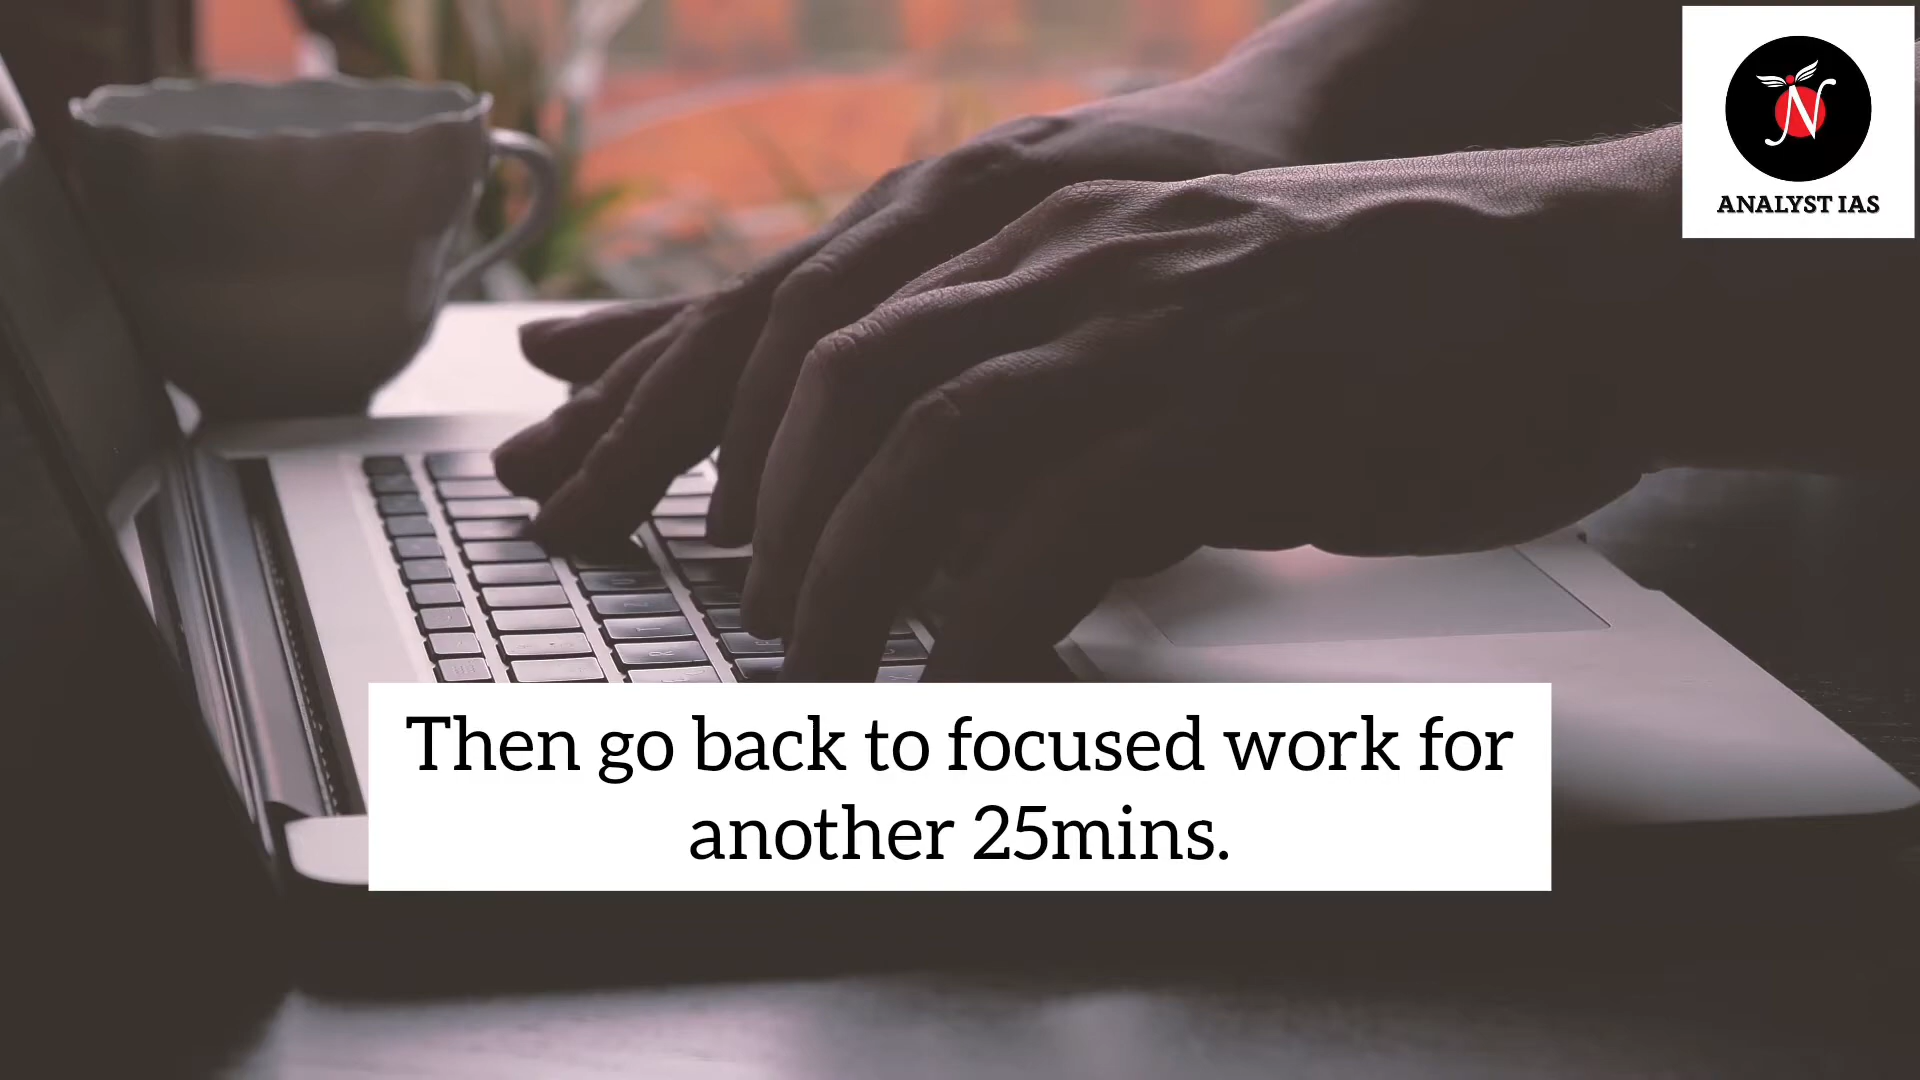 N
ANALYST IAS
Then go back to focused work for
another 25mins.